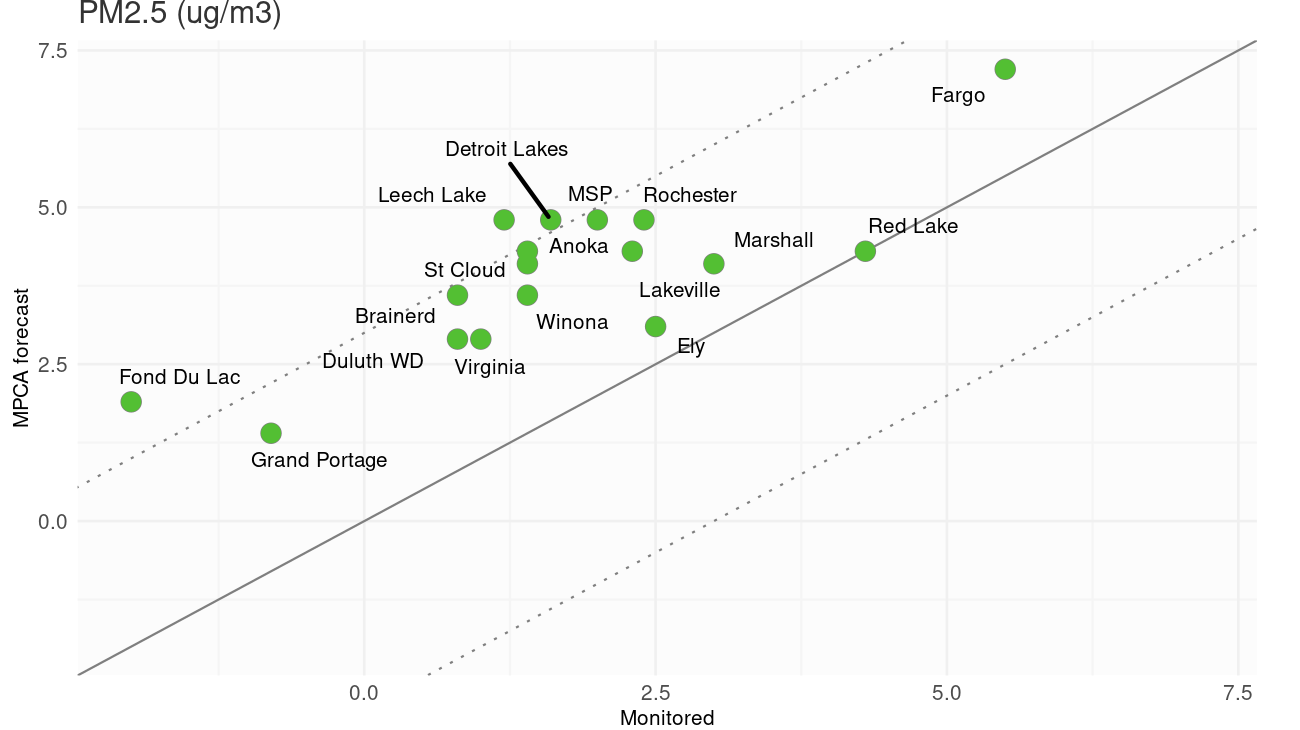 PM2.5 (ug/m3)
7.5
Fargo
Detroit Lakes
Leech Lake
MSP
Rochester
5.0
Red Lake
Marshall
Anoka
St Cloud
Lakeville
Brainerd
Winona
Ely
Duluth WD
Virginia
2.5
Fond Du Lac
MPCA forecast
Grand Portage
0.0
0.0
2.5
5.0
7.5
Monitored